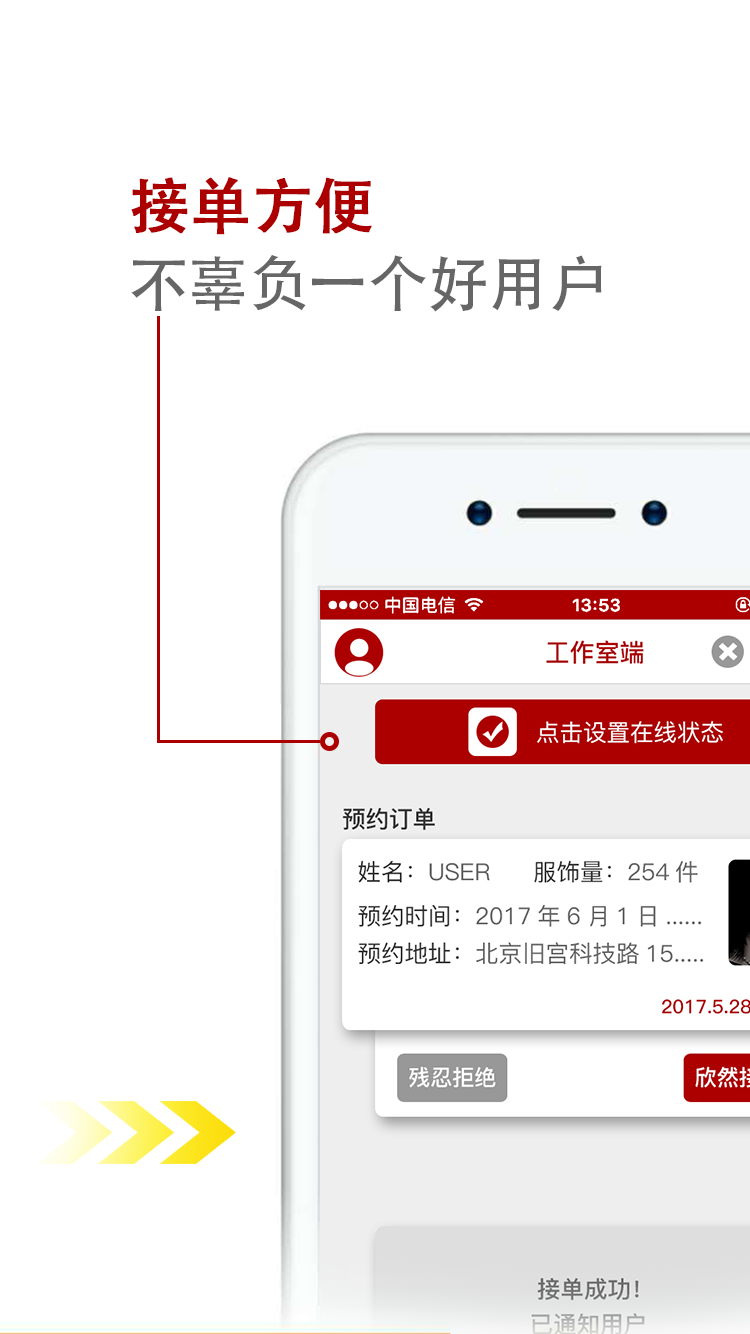 接单方便
不辜负一个好用户
中国电信 13:53
工作室端
点击设置在线状态
预约订单
姓名：USER 服饰量：254 件
预约时间：2017 年 6 月 1 日 ......
预约地址：北京旧宫科技路 15.....
2017.5.28
残忍拒绝 欣然接
接单成功！
已通知用户